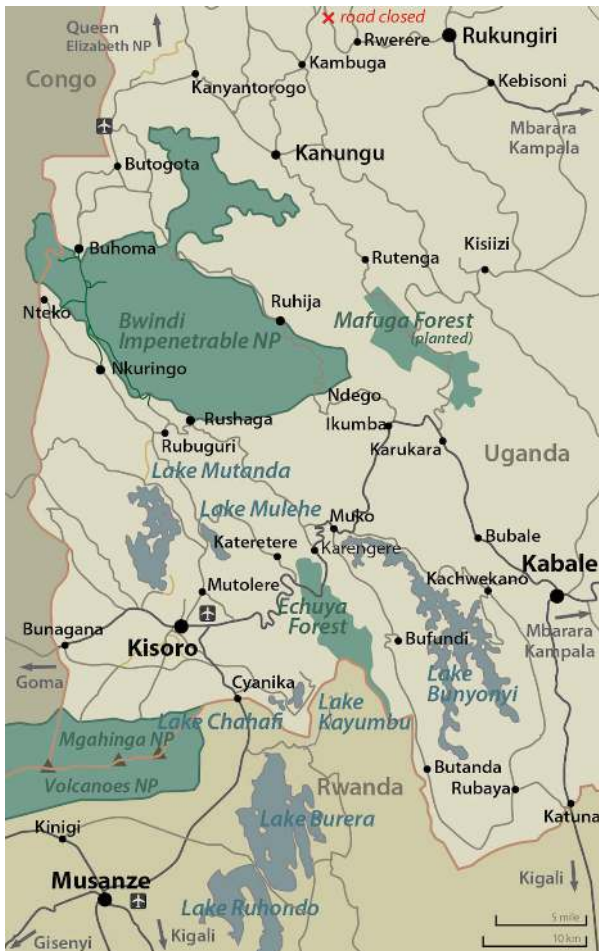 road closed
Queen
Elizabeth NP
Rwerere
Rukungiri
Kambuga
Congo
Kanyantorogo
Kebisoni
Mbarara
Kampala
Butogota
Kanungu
Buhoma
Rutenga
Kisiizi
Nteko
Ruhija
Bwindi
Impenetrable NP
Mafuga Forest
(planted)
Nkuringo
Ndego
Rushaga
Ikumba
Rubuguri
Karukara
Uganda
Lake Mutanda
Lake Mulehe
Muko
Kateretere
Karengere
Bubale
Kabale
Mutolere
Kachwekano
Echuya
Forest
Mbarara
Kampala
Bunagana
Kisoro
Bufundi
Goma
Lake
Bunyonyi
Cyanika
Lake Chahafi
Lake
Kayumbu
Mgahinga NP
Volcanoes NP
Rwanda
Butanda
Rubaya
Katuna
Lake Burera
Kinigi
Musanze
Kigali
Lake Ruhondo
Gisenyi
Kigali
5 mile
10 km